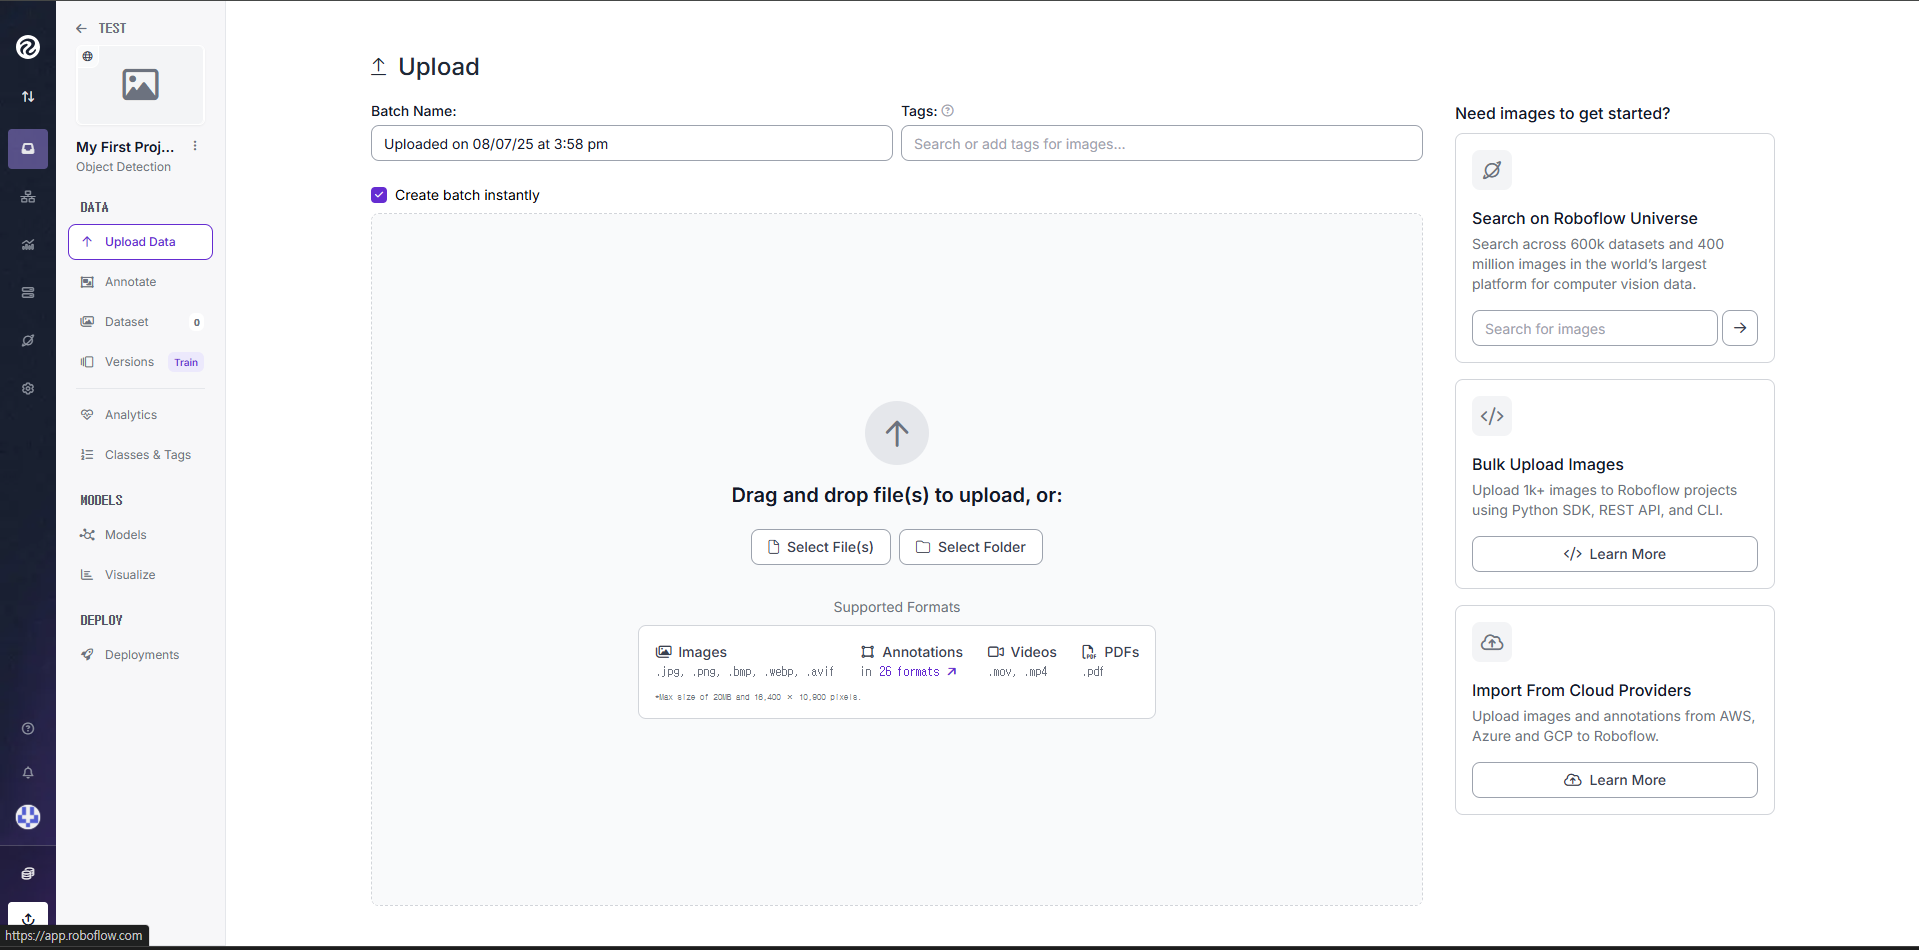 TEST
My First Proj...
Object Detection
DATA
Upload Data
Annotate
Dataset 0
Versions Train
Analytics
Classes & Tags
MODELS
Models
Visualize
DEPLOY
Deployments
https://app.roboflow.com
Upload
Batch Name:
Uploaded on 08/07/25 at 3:58 pm
Tags:
Search or add tags for images...
Create batch instantly
Drag and drop file(s) to upload, or:
Select File(s) Select Folder
Supported Formats
Images
.jpg, .png, .bmp, .webp, .avif
Annotations
in 26 formats
Videos
.mov, .mp4
PDFs
.pdf
*Max size of 20MB and 16,400 × 10,900 pixels.
Need images to get started?
Search on Roboflow Universe
Search across 600k datasets and 400
million images in the world's largest
platform for computer vision data.
Search for images
Bulk Upload Images
Upload 1k+ images to Roboflow projects
using Python SDK, REST API, and CLI.
</> Learn More
Import From Cloud Providers
Upload images and annotations from AWS,
Azure and GCP to Roboflow.
Learn More